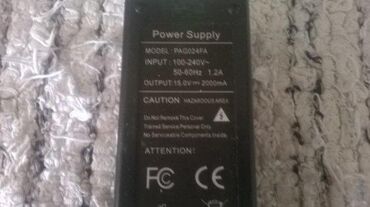 Power Supply
MODEL: PAG024FA
INPUT: 100-240V~
50-60Hz 1.2A
OUTPUT: 15.0V⎓ 2000mA
CAUTION HAZARDOUS AREA
Do Not Remove This Cover
Trained Service Personnel Only.
No Serviceable Components Inside.
ATTENTION:
FC CE